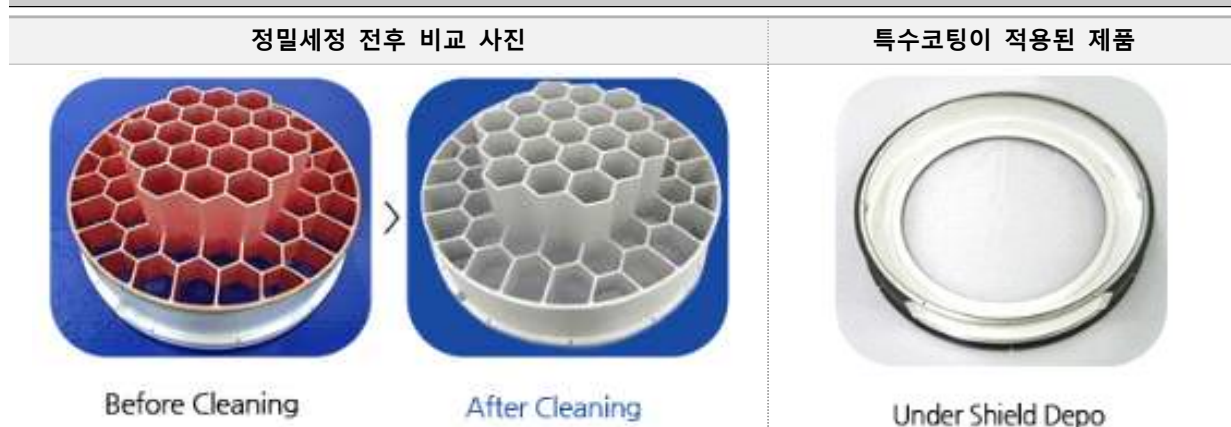 정밀세정 전후 비교 사진
특수코팅이 적용된 제품
>
Before Cleaning
After Cleaning
Under Shield Depo